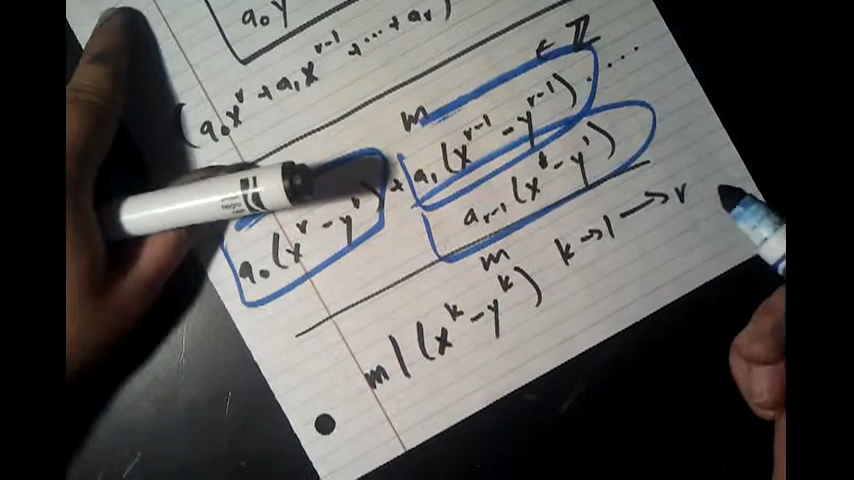 a₀y
(a₀x^r + a₁x^(r-1) + ... + a_r)
∈ ℤ
m
a₀(x^r - y^r) + a₁(x^(r-1) - y^(r-1)) .....
a_(r-1)(x^1 - y^1)
m
m | (x^k - y^k) k → 1 → r